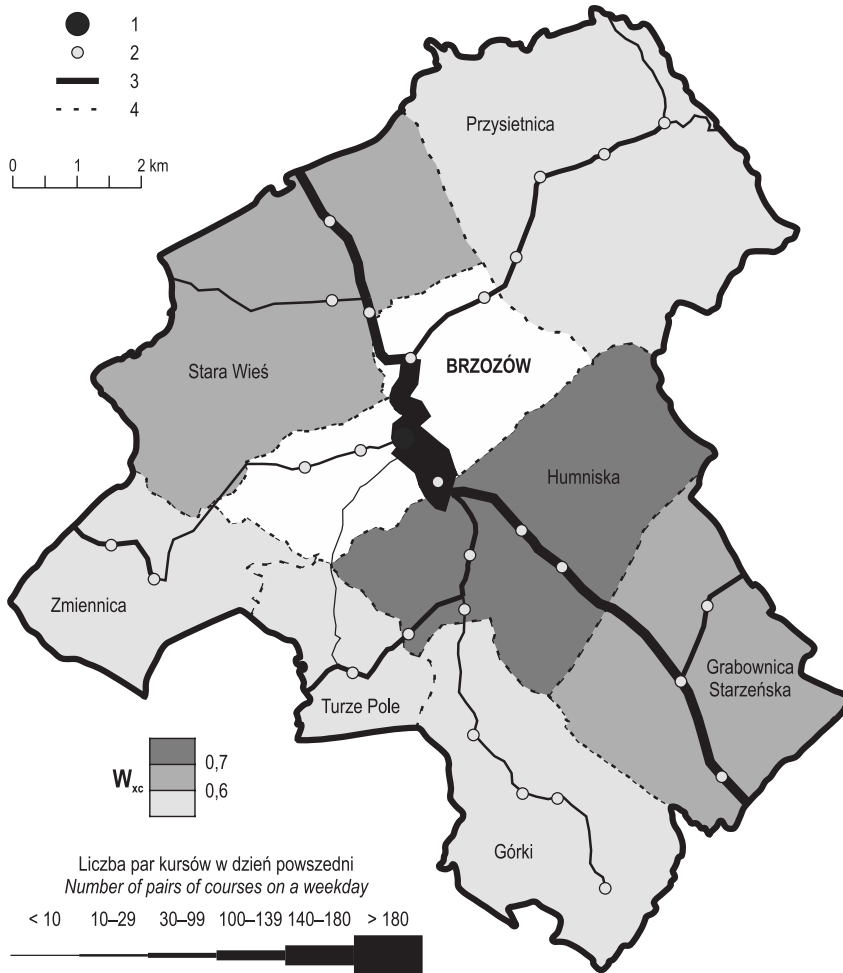 1
2
3
4
0 1 2 km
Przysietnica
Stara Wieś
BRZOZÓW
Humniska
Zmiennica
Grabownica
Starzeńska
Turze Pole
Górki
W xc
0,7
0,6
Liczba par kursów w dzień powszedni
Number of pairs of courses on a weekday
< 10 10–29 30–99 100–139 140–180 > 180